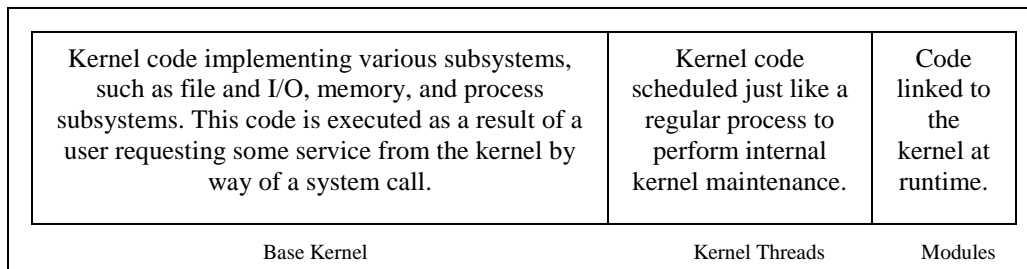 Kernel code implementing various subsystems,
such as file and I/O, memory, and process
subsystems. This code is executed as a result of a
user requesting some service from the kernel by
way of a system call.
Kernel code
scheduled just like a
regular process to
perform internal
kernel maintenance.
Code
linked to
the
kernel at
runtime.
Base Kernel
Kernel Threads
Modules